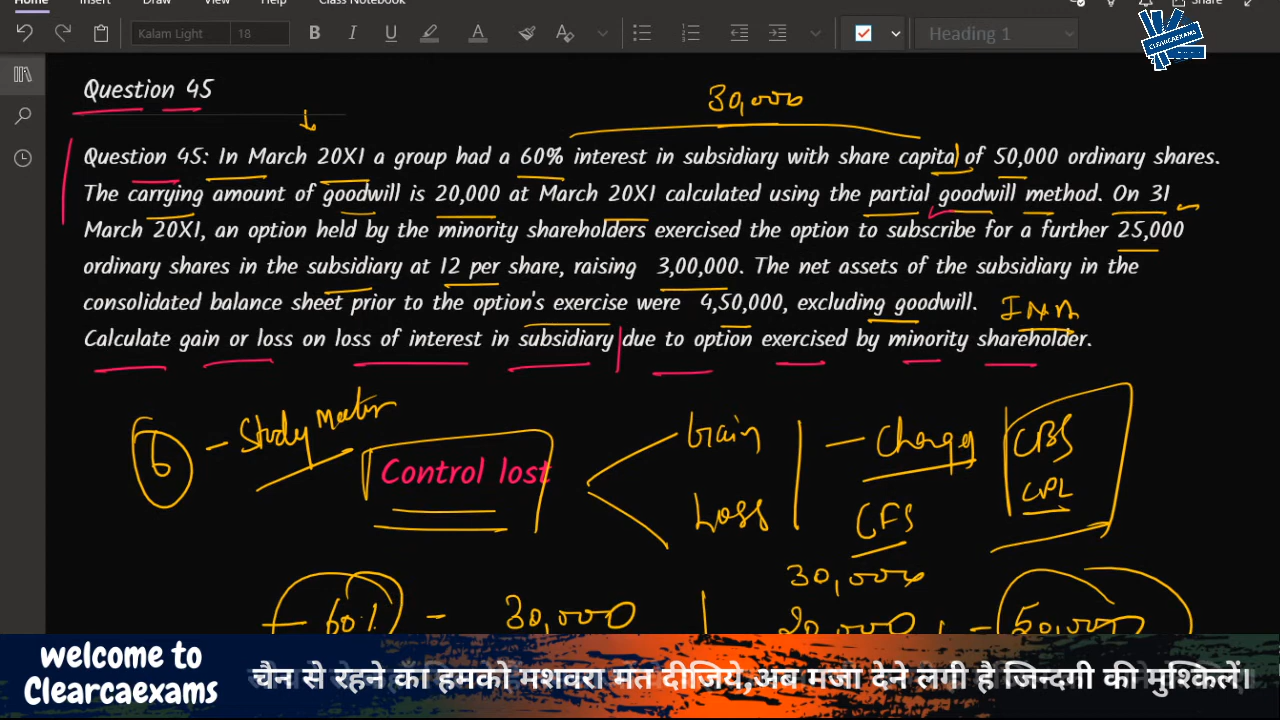 Home Insert Draw View Help Class Notebook Share
Kalam Light 18 B I U A Heading 1
CLEARCAEXAMS
Question 45
30,000
Question 45: In March 20X1 a group had a 60% interest in subsidiary with share capital of 50,000 ordinary shares.
The carrying amount of goodwill is 20,000 at March 20X1 calculated using the partial goodwill method. On 31
March 20X1, an option held by the minority shareholders exercised the option to subscribe for a further 25,000
ordinary shares in the subsidiary at 12 per share, raising 3,00,000. The net assets of the subsidiary in the
consolidated balance sheet prior to the option's exercise were 4,50,000, excluding goodwill.
INA
Calculate gain or loss on loss of interest in subsidiary due to option exercised by minority shareholder.
6 - Study Mater
Control lost
Gain
Loss
- Changes
CFS
CBS
CPL
30,000
- 60% - 30,000
20,000 - 50,000
welcome to
Clearcaexams
चैन से रहने का हमको मशवरा मत दीजिये,अब मजा देने लगी है जिन्दगी की मुश्किलें।